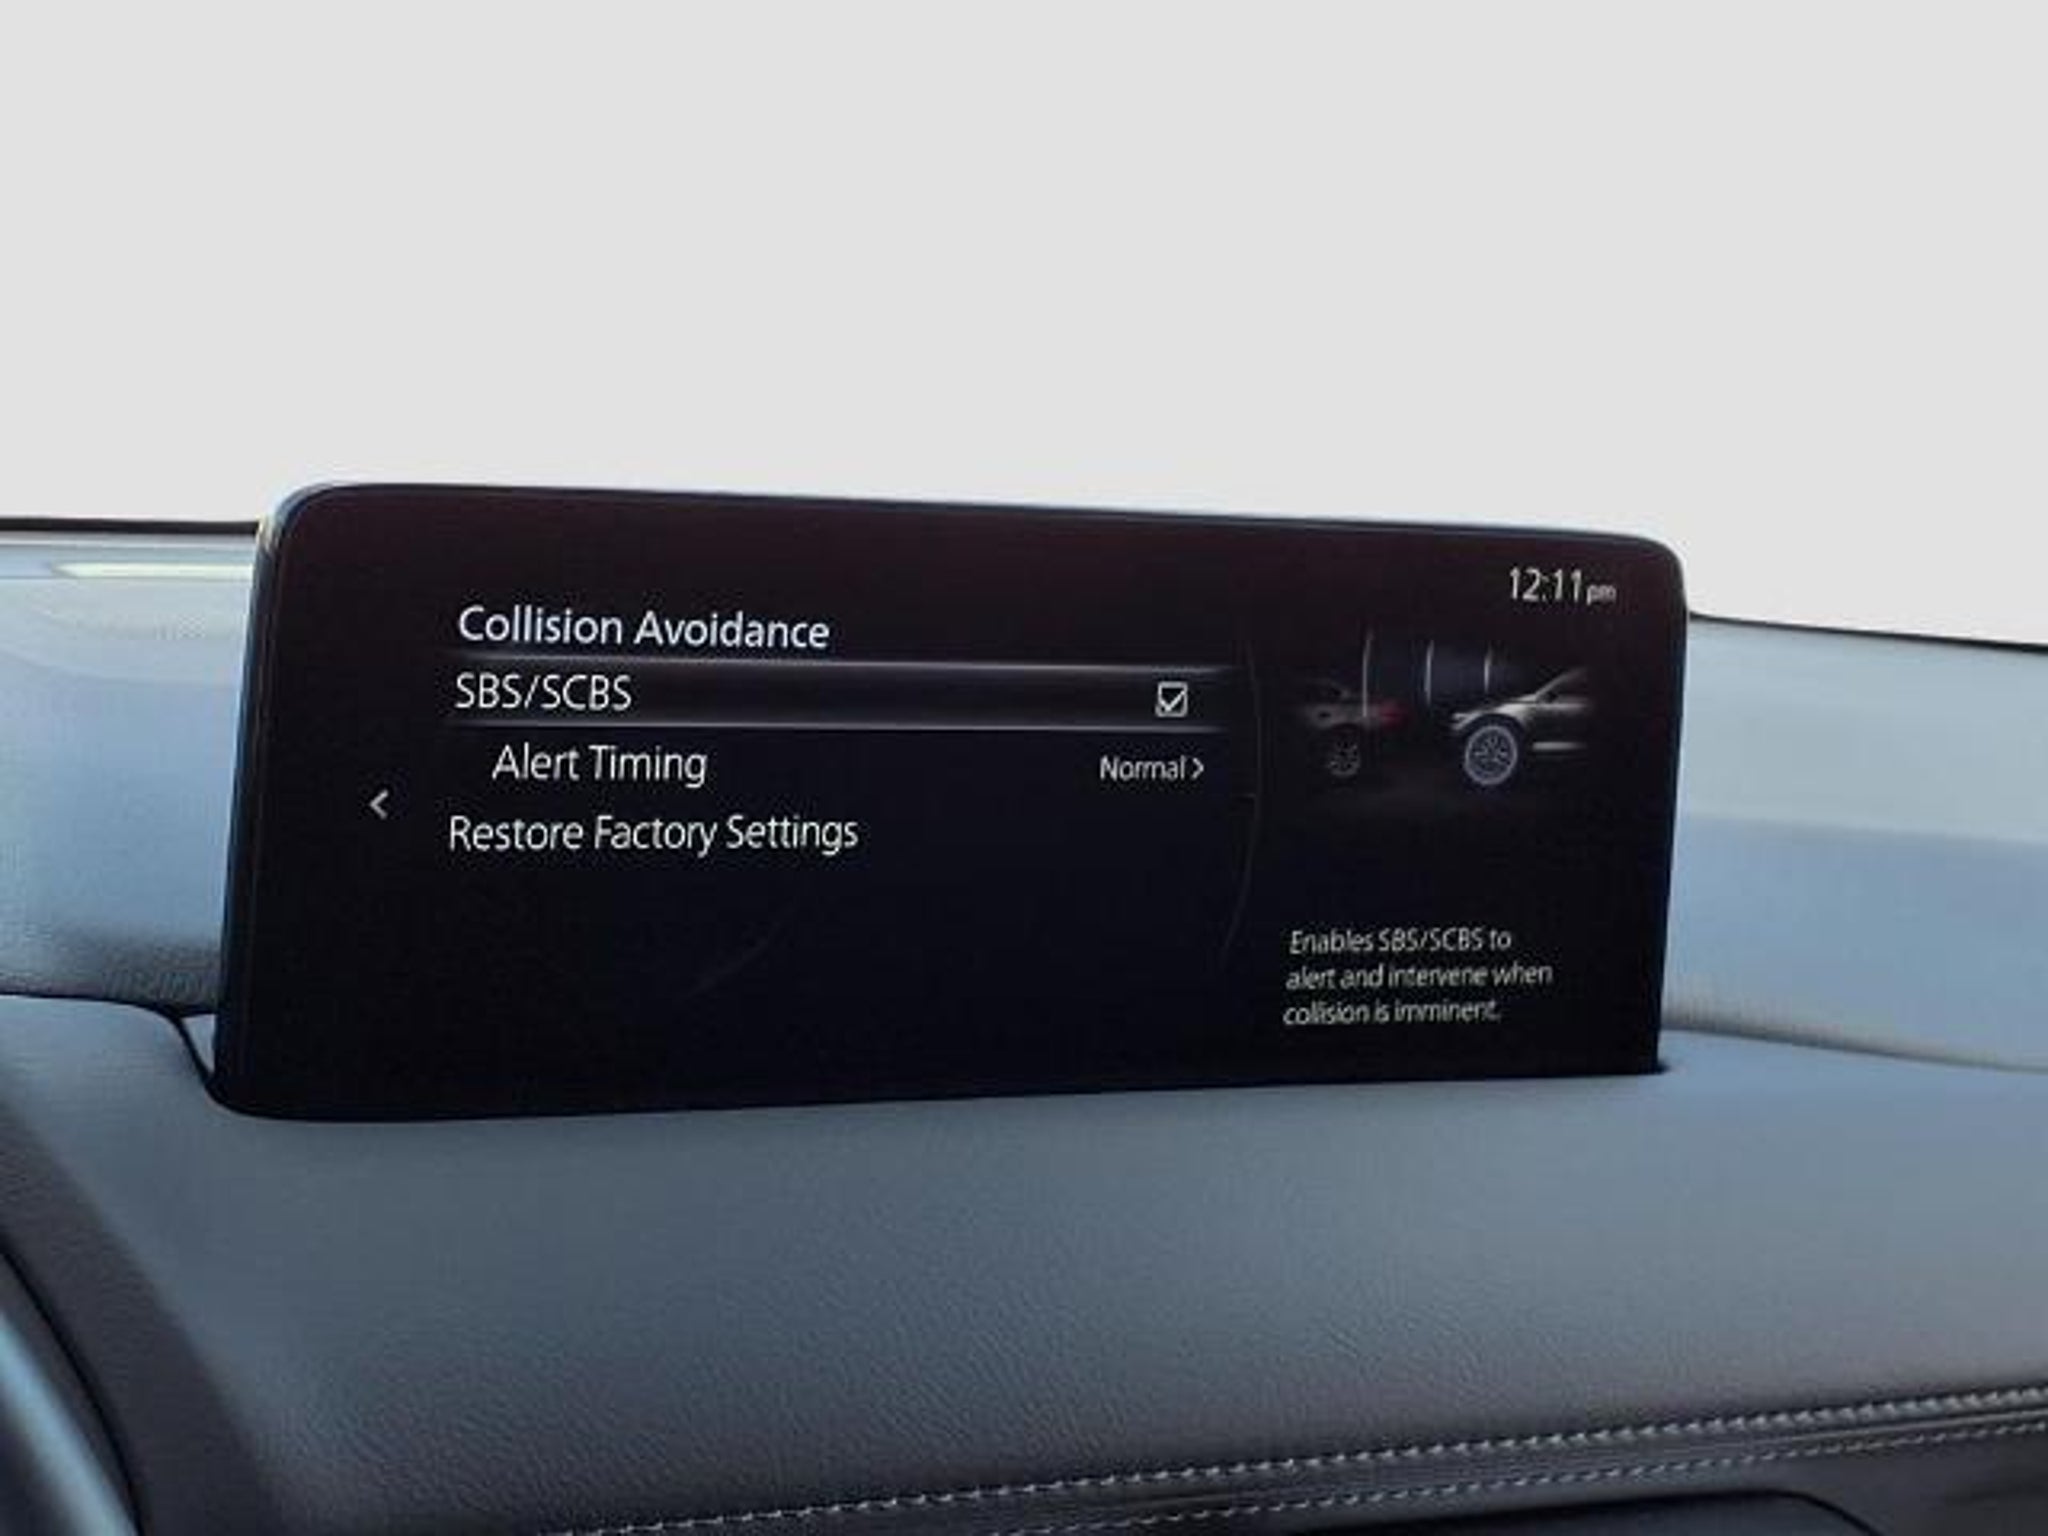 12:11pm
Collision Avoidance
SBS/SCBS
Alert Timing Normal >
Restore Factory Settings
Enables SBS/SCBS to
alert and intervene when
collision is imminent.